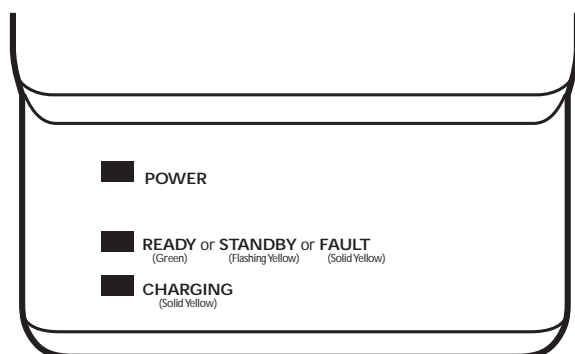 POWER
READY or STANDBY or FAULT
(Green) (Flashing Yellow) (Solid Yellow)
CHARGING
(Solid Yellow)